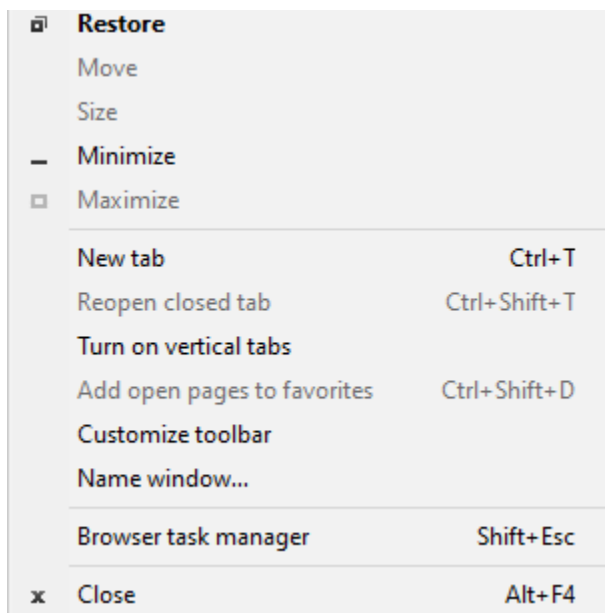 Restore
Move
Size
Minimize
Maximize
New tab Ctrl+T
Reopen closed tab Ctrl+Shift+T
Turn on vertical tabs
Add open pages to favorites Ctrl+Shift+D
Customize toolbar
Name window...
Browser task manager Shift+Esc
Close Alt+F4